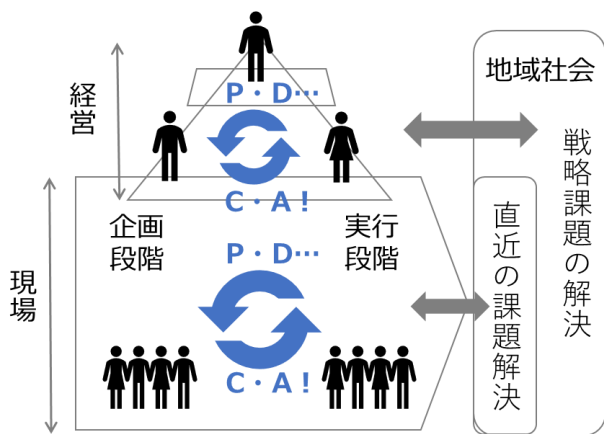 地域社会
経営
P・D…
戦略課題の解決
C・A！
直近の課題解決
企画
段階
実行
段階
P・D…
現場
C・A！